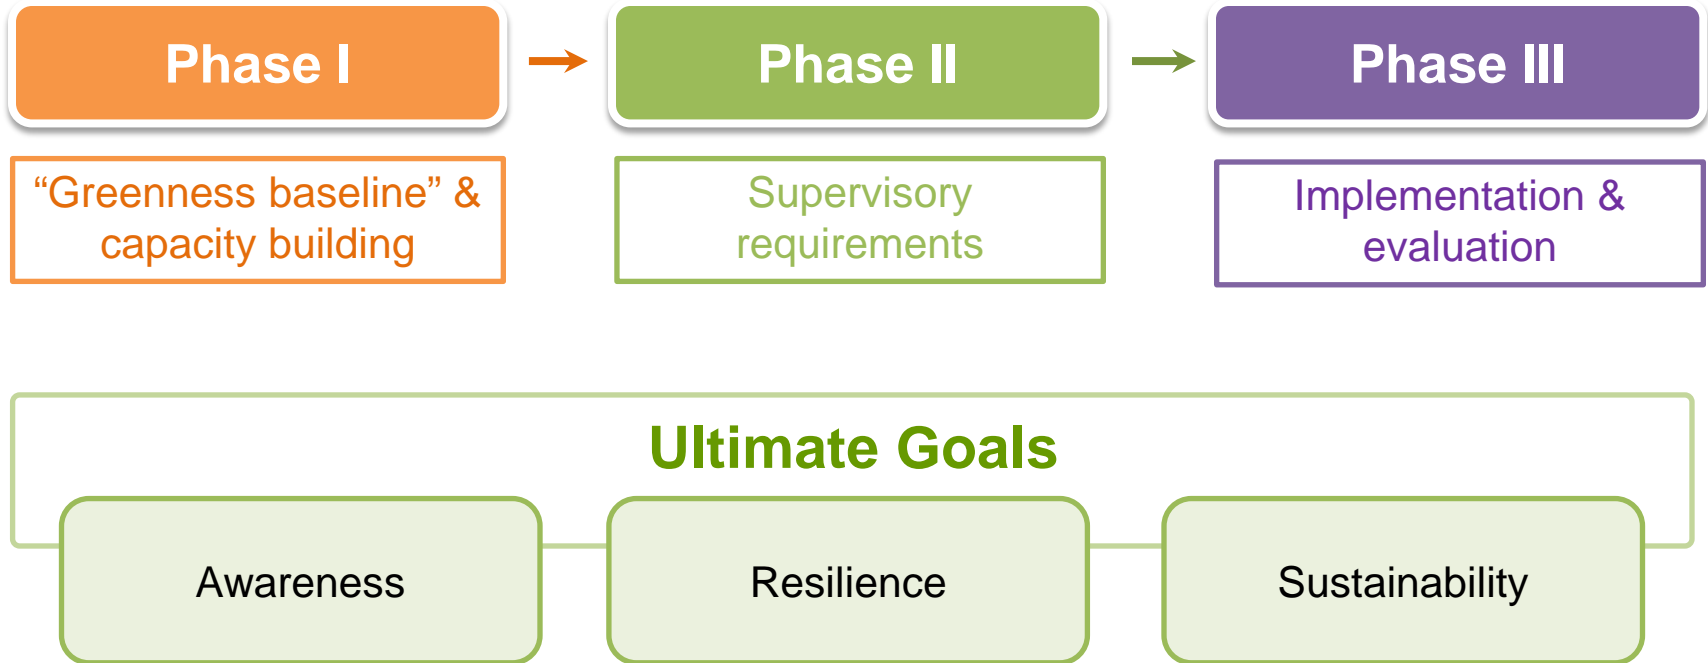 Phase I
Phase II
Phase III
“Greenness baseline” &
capacity building
Supervisory
requirements
Implementation &
evaluation
Ultimate Goals
Awareness
Resilience
Sustainability